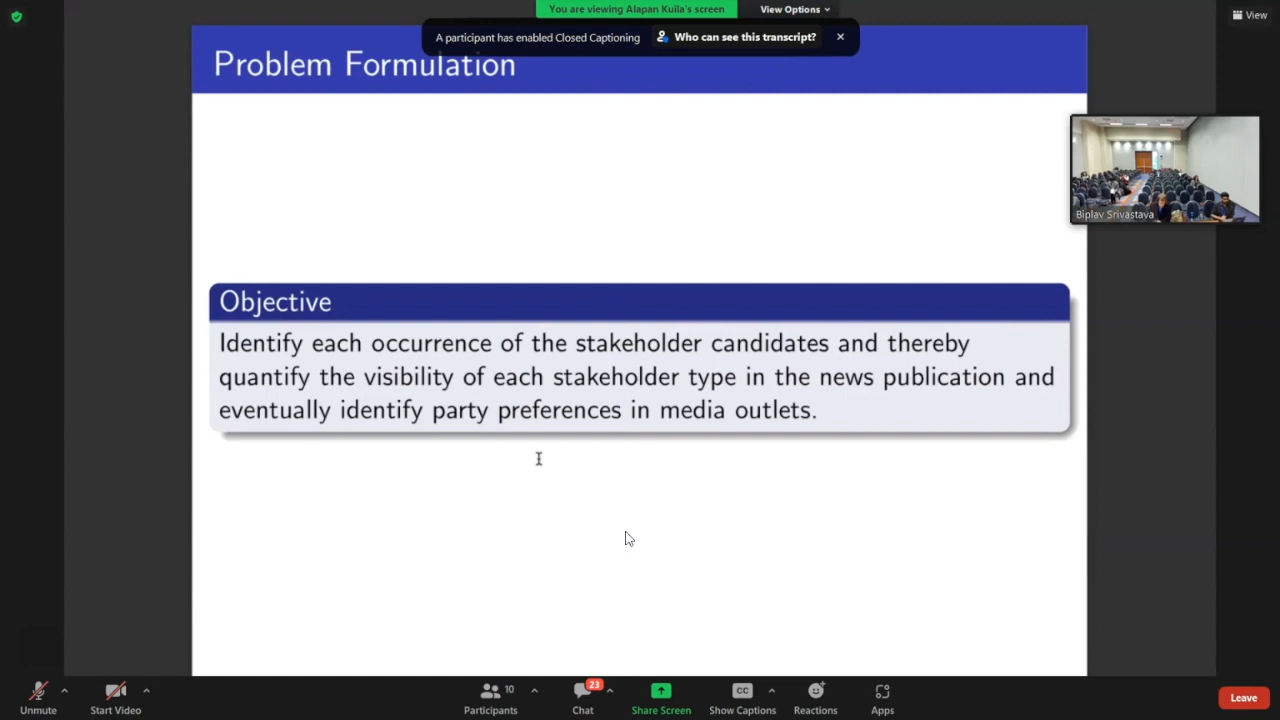 You are viewing Alapan Kuila's screen
View Options
View
A participant has enabled Closed Captioning
Who can see this transcript?
Problem Formulation
Biplav Srivastava
Objective
Identify each occurrence of the stakeholder candidates and thereby
quantify the visibility of each stakeholder type in the news publication and
eventually identify party preferences in media outlets.
Unmute
Start Video
Participants
10
Chat
23
Share Screen
CC
Show Captions
Reactions
Apps
Leave